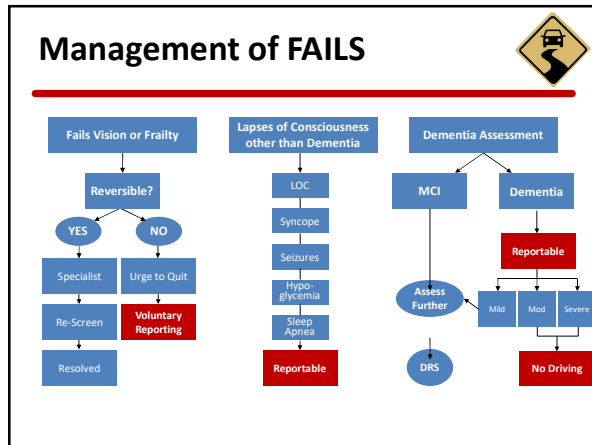 Management of FAILS
Fails Vision or Frailty
Reversible?
YES
NO
Specialist
Urge to Quit
Re-Screen
Voluntary
Reporting
Resolved
Lapses of Consciousness
other than Dementia
LOC
Syncope
Seizures
Hypo-
glycemia
Sleep
Apnea
Reportable
Dementia Assessment
MCI
Dementia
Reportable
Assess
Further
Mild
Mod
Severe
DRS
No Driving